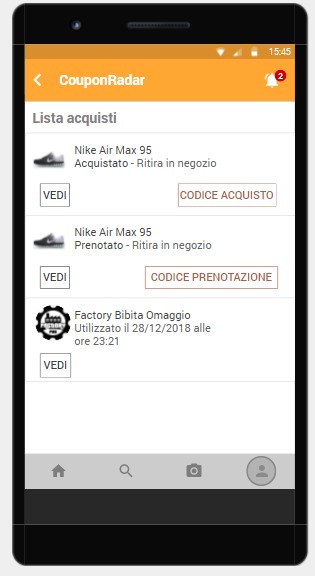 15:45
CouponRadar
2
Lista acquisti
Nike Air Max 95
Acquistato - Ritira in negozio
VEDI
CODICE ACQUISTO
Nike Air Max 95
Prenotato - Ritira in negozio
VEDI
CODICE PRENOTAZIONE
FACTORY
Factory Bibita Omaggio
Utilizzato il 28/12/2018 alle
ore 23:21
VEDI